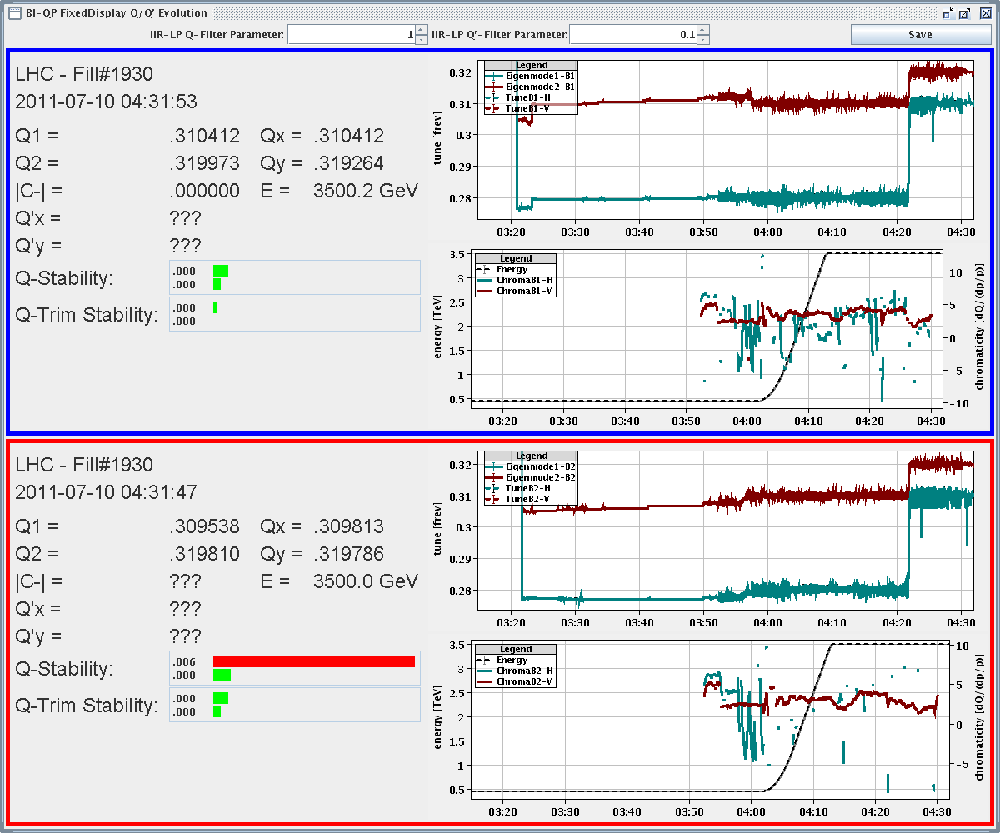 BI-QP FixedDisplay Q/Q' Evolution
IIR-LP Q-Filter Parameter: 1 IIR-LP Q'-Filter Parameter: 0.1 Save
LHC - Fill#1930
2011-07-10 04:31:53
Q1 = .310412 Qx = .310412
Q2 = .319973 Qy = .319264
|C-| = .000000 E = 3500.2 GeV
Q'x = ???
Q'y = ???
Q-Stability: .000
.000
Q-Trim Stability: .000
.000
tune [frev]
0.32
0.31
0.3
0.29
0.28
Legend
Eigenmode1-B1
Eigenmode2-B1
TuneB1-H
TuneB1-V
03:20 03:30 03:40 03:50 04:00 04:10 04:20 04:30
energy [TeV]
3.5
3
2.5
2
1.5
1
0.5
Legend
Energy
ChromaB1-H
ChromaB1-V
10
5
0
-5
-10
chromaticity [dQ/(dp/p)]
03:20 03:30 03:40 03:50 04:00 04:10 04:20 04:30
LHC - Fill#1930
2011-07-10 04:31:47
Q1 = .309538 Qx = .309813
Q2 = .319810 Qy = .319786
|C-| = ??? E = 3500.0 GeV
Q'x = ???
Q'y = ???
Q-Stability: .006
.000
Q-Trim Stability: .000
.000
tune [frev]
0.32
0.31
0.3
0.29
0.28
Legend
Eigenmode1-B2
Eigenmode2-B2
TuneB2-H
TuneB2-V
03:20 03:30 03:40 03:50 04:00 04:10 04:20 04:30
energy [TeV]
3.5
3
2.5
2
1.5
1
0.5
Legend
Energy
ChromaB2-H
ChromaB2-V
10
5
0
-5
chromaticity [dQ/(dp/p)]
03:20 03:30 03:40 03:50 04:00 04:10 04:20 04:30